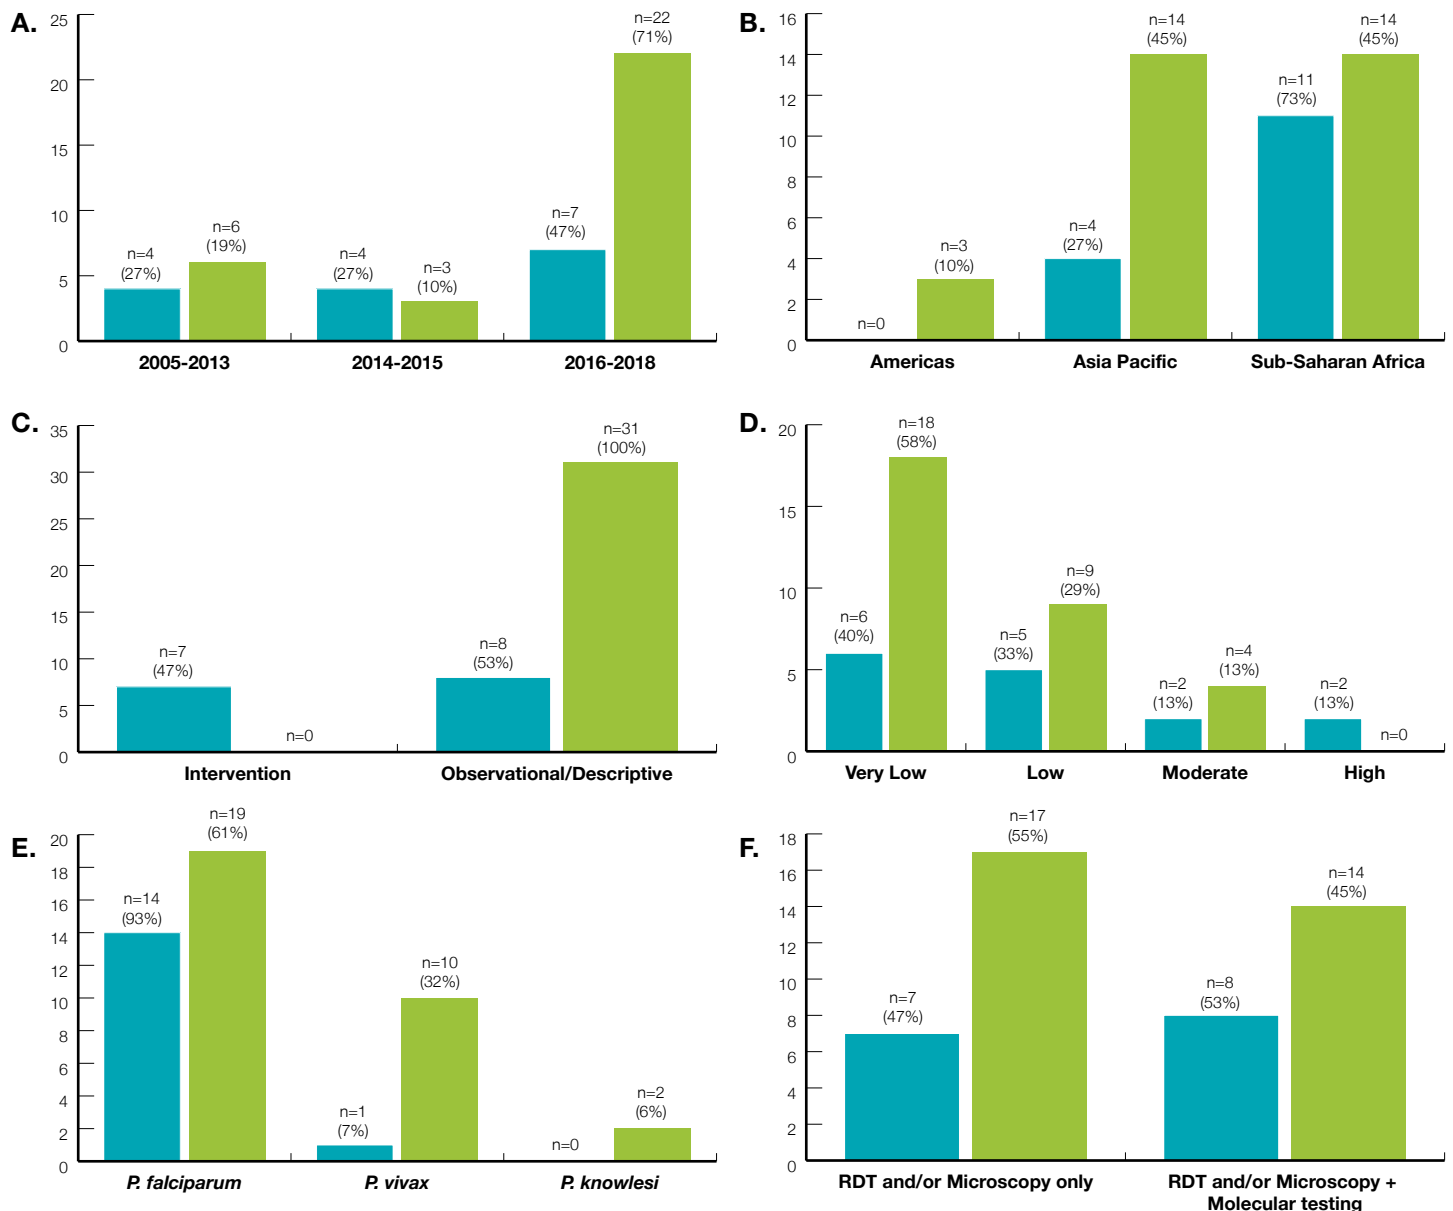 A.
25
20
15
10
5
0
n=4
(27%)
n=6
(19%)
n=4
(27%)
n=3
(10%)
n=7
(47%)
n=22
(71%)
2005-2013
2014-2015
2016-2018
B.
16
14
12
10
8
6
4
2
0
n=0
n=3
(10%)
n=4
(27%)
n=14
(45%)
n=11
(73%)
n=14
(45%)
Americas
Asia Pacific
Sub-Saharan Africa
C.
35
30
25
20
15
10
5
0
n=7
(47%)
n=0
n=8
(53%)
n=31
(100%)
Intervention
Observational/Descriptive
D.
20
15
10
5
0
n=6
(40%)
n=18
(58%)
n=5
(33%)
n=9
(29%)
n=2
(13%)
n=4
(13%)
n=2
(13%)
n=0
Very Low
Low
Moderate
High
E.
20
18
16
14
12
10
8
6
4
2
0
n=14
(93%)
n=19
(61%)
n=1
(7%)
n=10
(32%)
n=0
n=2
(6%)
P. falciparum
P. vivax
P. knowlesi
F.
18
16
14
12
10
8
6
4
2
0
n=7
(47%)
n=17
(55%)
n=8
(53%)
n=14
(45%)
RDT and/or Microscopy only
RDT and/or Microscopy +
Molecular testing